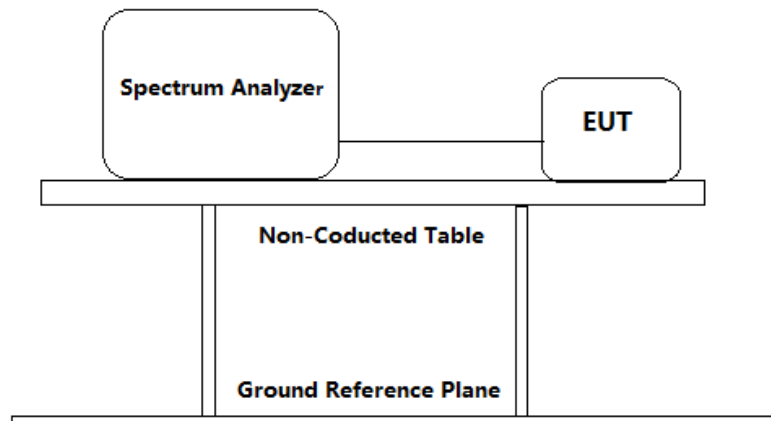 Spectrum Analyzer
EUT
Non-Coducted Table
Ground Reference Plane